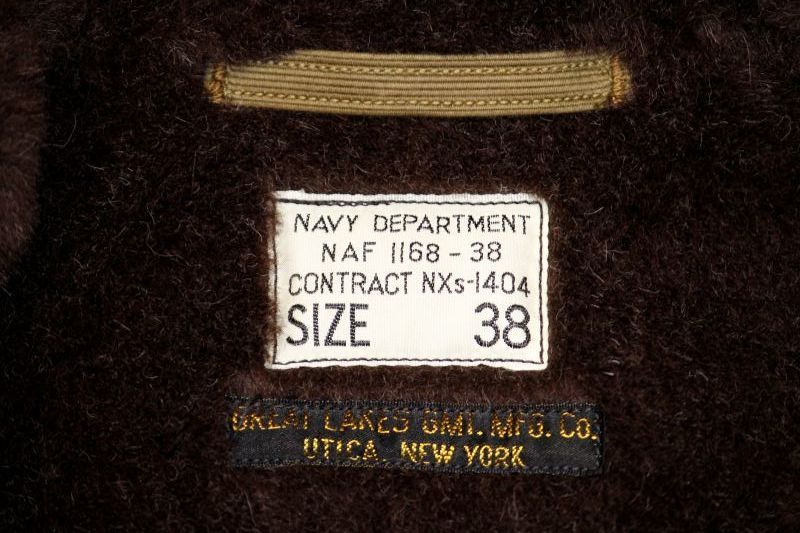 NAVY DEPARTMENT
NAF 1168 - 38
CONTRACT NXs-1404
SIZE 38
GREAT LAKES GMT. MFG. CO.
UTICA, NEW YORK